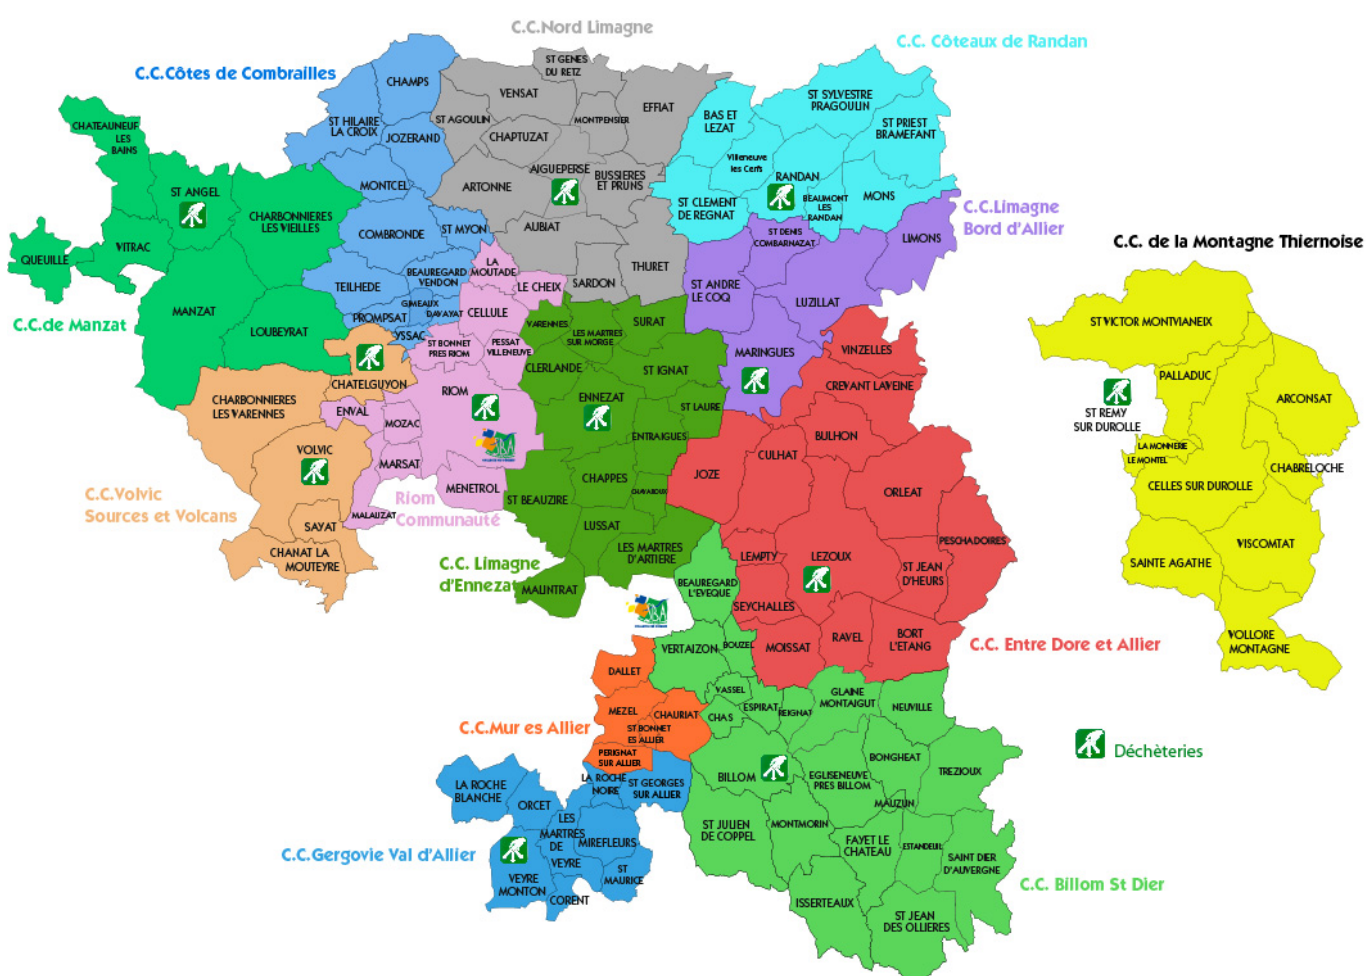 C.C.Nord Limagne
C.C. Côteaux de Randan
C.C.Côtes de Combrailles
ST GENES
DU RETZ
CHAMPS
VENSAT
EFFIAT
ST SYLVESTRE
PRAGOULIN
BAS ET
LEZAT
ST HILAIRE
LA CROIX
ST AGOULIN
MONTPENSIER
ST PRIEST
BRAMEFANT
CHATEAUNEUF
LES
BAINS
JOZERAND
CHAPTUZAT
Villeneuve
les Cerfs
AIGUEPERSE
BUSSIERES
ET PRUNS
RANDAN
ST ANGEL
MONTCEL
ARTONNE
BEAUMONT
LES
RANDAN
MONS
ST CLEMENT
DE REGNAT
C.C.Limagne
Bord d'Allier
CHARBONNIERES
LES VIEILLES
COMBRONDE
ST MYON
AUBIAT
ST DENIS
COMBARNAZAT
LIMONS
C.C. de la Montagne Thiernoise
VITRAC
QUEUILLE
LA
MOUTADE
THURET
BEAUREGARD
VENDON
TEILHEDE
LE CHEIX
SARDON
ST ANDRE
LE COQ
LUZILLAT
MANZAT
GIMEAUX
DAVAYAT
PROMPSAT
CELLULE
C.C.de Manzat
LOUBEYRAT
YSSAC
VARENNES
LES MARTRES
SUR MORGE
SURAT
ST VICTOR MONTVIANEIX
ST BONNET
PRES RIOM
PESSAT
VILLENEUVE
MARINGUES
VINZELLES
CLERLANDE
ST IGNAT
CHATELGUYON
CREVANT LAVEINE
PALLADUC
CHARBONNIERES
LES VARENNES
RIOM
ENNEZAT
ARCONSAT
ENVAL
MOZAC
ST LAURE
ST REMY
SUR DUROLLE
ENTRAIGUES
BULHON
VOLVIC
CULHAT
LA MONNERIE
LE MONTEL
MARSAT
JOZE
CHABRELOCHE
CHAPPES
CHAVAROUX
MENETROL
ORLEAT
CELLES SUR DUROLLE
C.C.Volvic
Sources et Volcans
Riom
Communauté
ST BEAUZIRE
MALAUZAT
SAYAT
LUSSAT
PESCHADOIRES
VISCOMTAT
CHANAT LA
MOUTEYRE
LES MARTRES
D'ARTIERE
LEMPTY
LEZOUX
C.C. Limagne
d'Ennezat
ST JEAN
D'HEURS
SAINTE AGATHE
MALINTRAT
BEAUREGARD
L'EVEQUE
SEYCHALLES
BORT
L'ETANG
RAVEL
VERTAIZON
BOUZEL
MOISSAT
C.C. Entre Dore et Allier
VOLLORE
MONTAGNE
DALLET
VASSEL
GLAINE
MONTAIGUT
NEUVILLE
MEZEL
CHAURIAT
CHAS
ESPIRAT
REIGNAT
C.C.Mur es Allier
ST BONNET
ES ALLIER
PERIGNAT
SUR ALLIER
BONGHEAT
Déchèteries
TREZIOUX
BILLOM
EGLISENEUVE
PRES BILLOM
LA ROCHE
BLANCHE
LA ROCHE
NOIRE
ST GEORGES
SUR ALLIER
ORCET
MAUZUN
LES
MARTRES
DE
VEYRE
MIREFLEURS
ST JULIEN
DE COPPEL
MONTMORIN
FAYET LE
CHATEAU
ESTANDEUIL
C.C.Gergovie Val d'Allier
SAINT DIER
D'AUVERGNE
ST
MAURICE
VEYRE
MONTON
C.C. Billom St Dier
CORENT
ISSERTEAUX
ST JEAN
DES OLLIERES